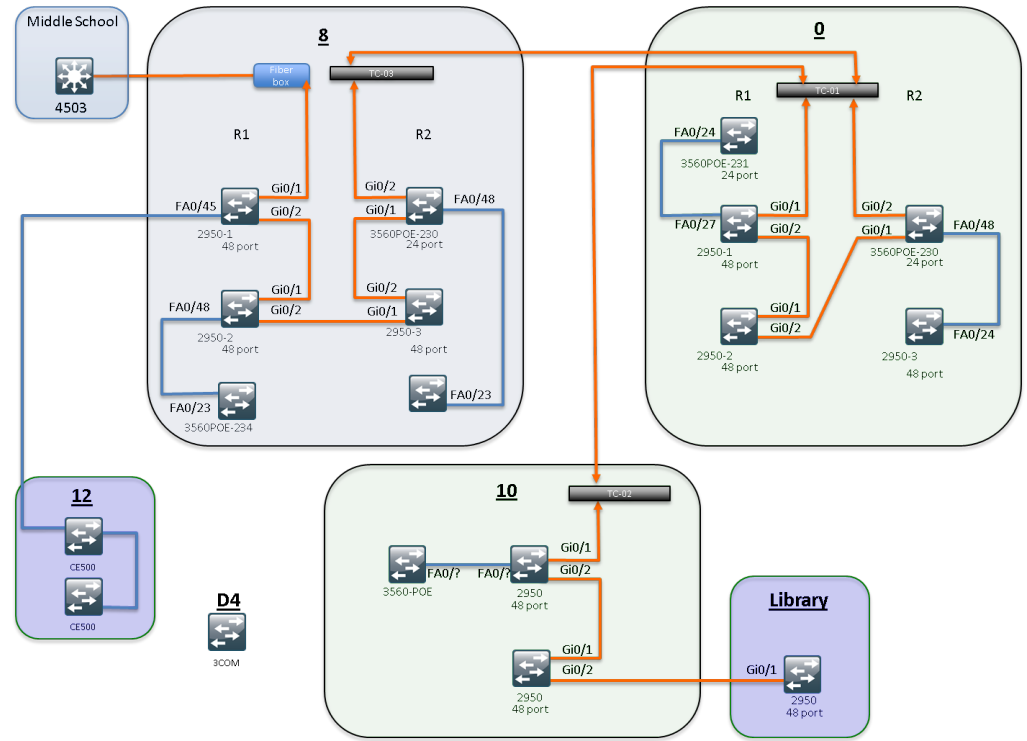 Middle School
4503
8
Fiber
box
TC-03
R1
R2
FA0/45
Gi0/1
Gi0/2
2950-1
48 port
Gi0/2
Gi0/1
FA0/48
3560POE-230
24 port
FA0/48
Gi0/1
Gi0/2
2950-2
48 port
Gi0/2
Gi0/1
2950-3
48 port
FA0/23
3560POE-234
FA0/23
0
TC-01
R1
R2
FA0/24
3560POE-231
24 port
FA0/27
Gi0/1
Gi0/2
2950-1
48 port
Gi0/2
Gi0/1
FA0/48
3560POE-230
24 port
Gi0/1
Gi0/2
2950-2
48 port
FA0/24
2950-3
48 port
12
CE500
CE500
D4
3COM
10
TC-02
3560-POE
FA0/?
FA0/?
Gi0/1
Gi0/2
2950
48 port
Gi0/1
Gi0/2
2950
48 port
Library
Gi0/1
2950
48 port